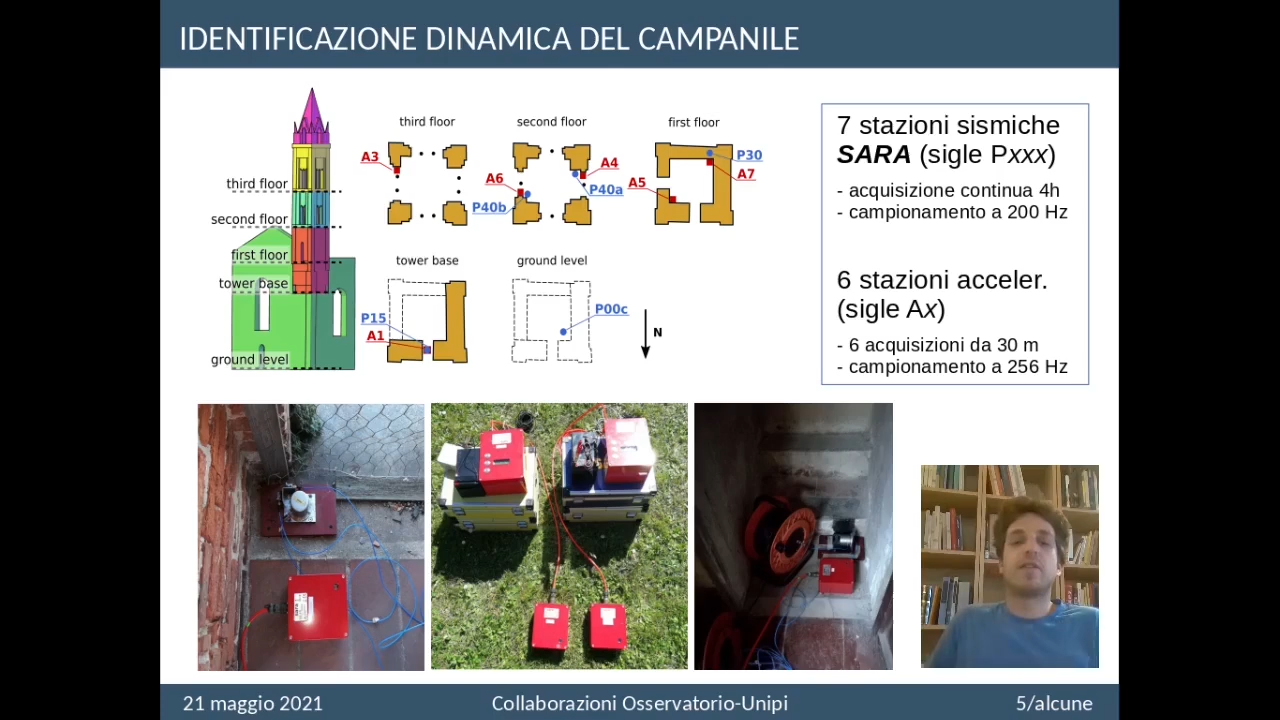 IDENTIFICAZIONE DINAMICA DEL CAMPANILE
third floor
second floor
first floor
tower base
ground level
third floor
A3
second floor
A4
A6
P40a
P40b
first floor
P30
A7
A5
tower base
P15
A1
ground level
P00c
N
7 stazioni sismiche
SARA (sigle Pxxx)
- acquisizione continua 4h
- campionamento a 200 Hz
6 stazioni acceler.
(sigle Ax)
- 6 acquisizioni da 30 m
- campionamento a 256 Hz
21 maggio 2021
Collaborazioni Osservatorio-Unipi
5/alcune